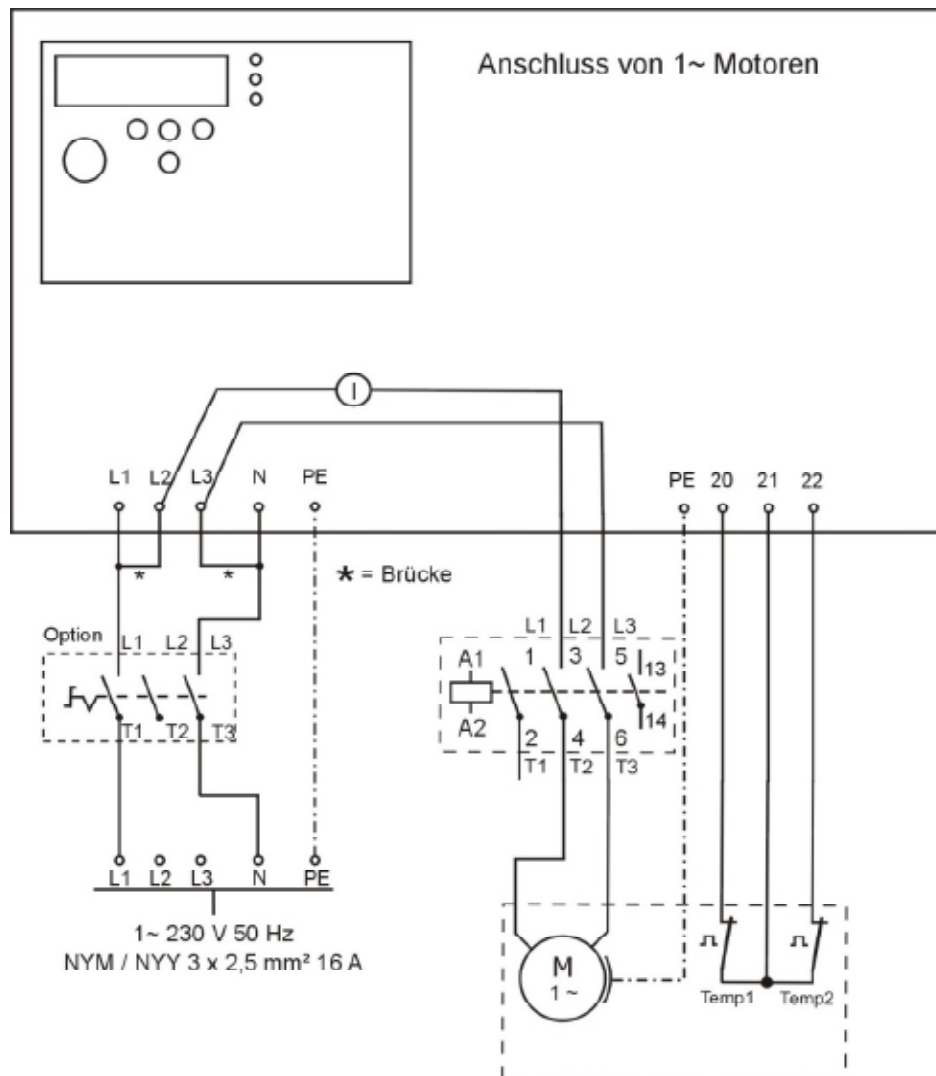 Anschluss von 1~ Motoren
I
L1 L2 L3 N PE
PE 20 21 22
* *
* = Brücke
Option
L1 L2 L3
T1 T2 T3
L1 L2 L3
A1 1 3 5 13
A2 2 4 6 14
T1 T2 T3
L1 L2 L3 N PE
1~ 230 V 50 Hz
NYM / NYY 3 x 2,5 mm² 16 A
M
1~
Temp1 Temp2